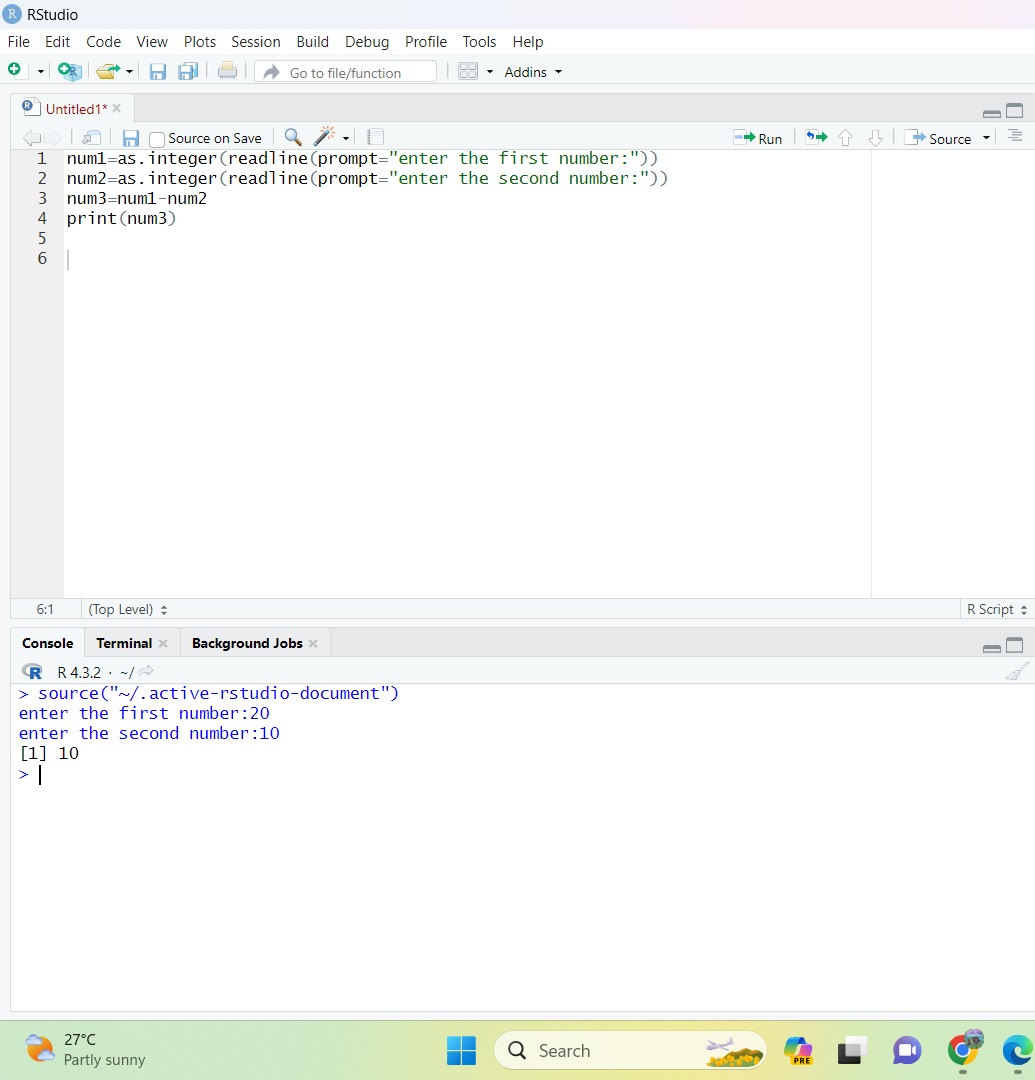 RStudio
File Edit Code View Plots Session Build Debug Profile Tools Help
Go to file/function Addins
Untitled1*
Source on Save Run Source
1 num1=as.integer(readline(prompt="enter the first number:"))
2 num2=as.integer(readline(prompt="enter the second number:"))
3 num3=num1-num2
4 print(num3)
5
6
6:1 (Top Level) R Script
Console Terminal Background Jobs
R 4.3.2 · ~/
> source("~/.active-rstudio-document")
enter the first number:20
enter the second number:10
[1] 10
>
27°C
Partly sunny
Search
PRE